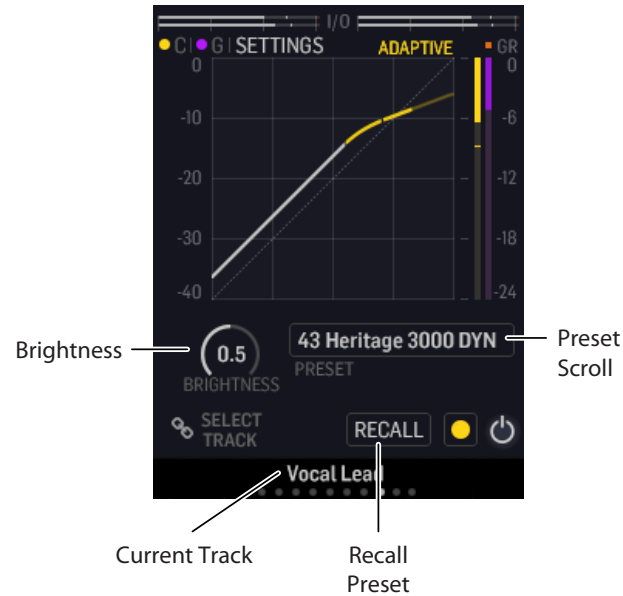 I/O
C | G | SETTINGS ADAPTIVE GR
0 0
-10 -6
-20 -12
-30 -18
-40 -24
Brightness
0.5
BRIGHTNESS
43 Heritage 3000 DYN
PRESET
Preset
Scroll
SELECT
TRACK
RECALL
Vocal Lead
Current Track
Recall
Preset